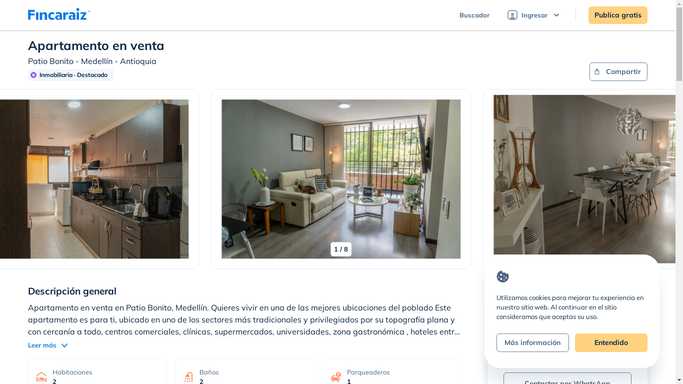 Fincaraiz
Buscador
Ingresar
Publica gratis
Apartamento en venta
Patio Bonito - Medellín - Antioquia
Inmobiliaria · Destacado
Compartir
1 / 8
Descripción general
Apartamento en venta en Patio Bonito, Medellín. Quieres vivir en una de las mejores ubicaciones del poblado Este
apartamento es para ti, ubicado en uno de los sectores más tradicionales y privilegiados por su topografía plana y
con cercanía a todo, centros comerciales, clínicas, supermercados, universidades, zona gastronómica , hoteles entr...
Leer más
Habitaciones
2
Baños
2
Parqueaderos
1
Utilizamos cookies para mejorar tu experiencia en
nuestro sitio web. Al continuar en el sitio
consideramos que aceptas su uso.
Más información
Entendido
Contactar por WhatsApp